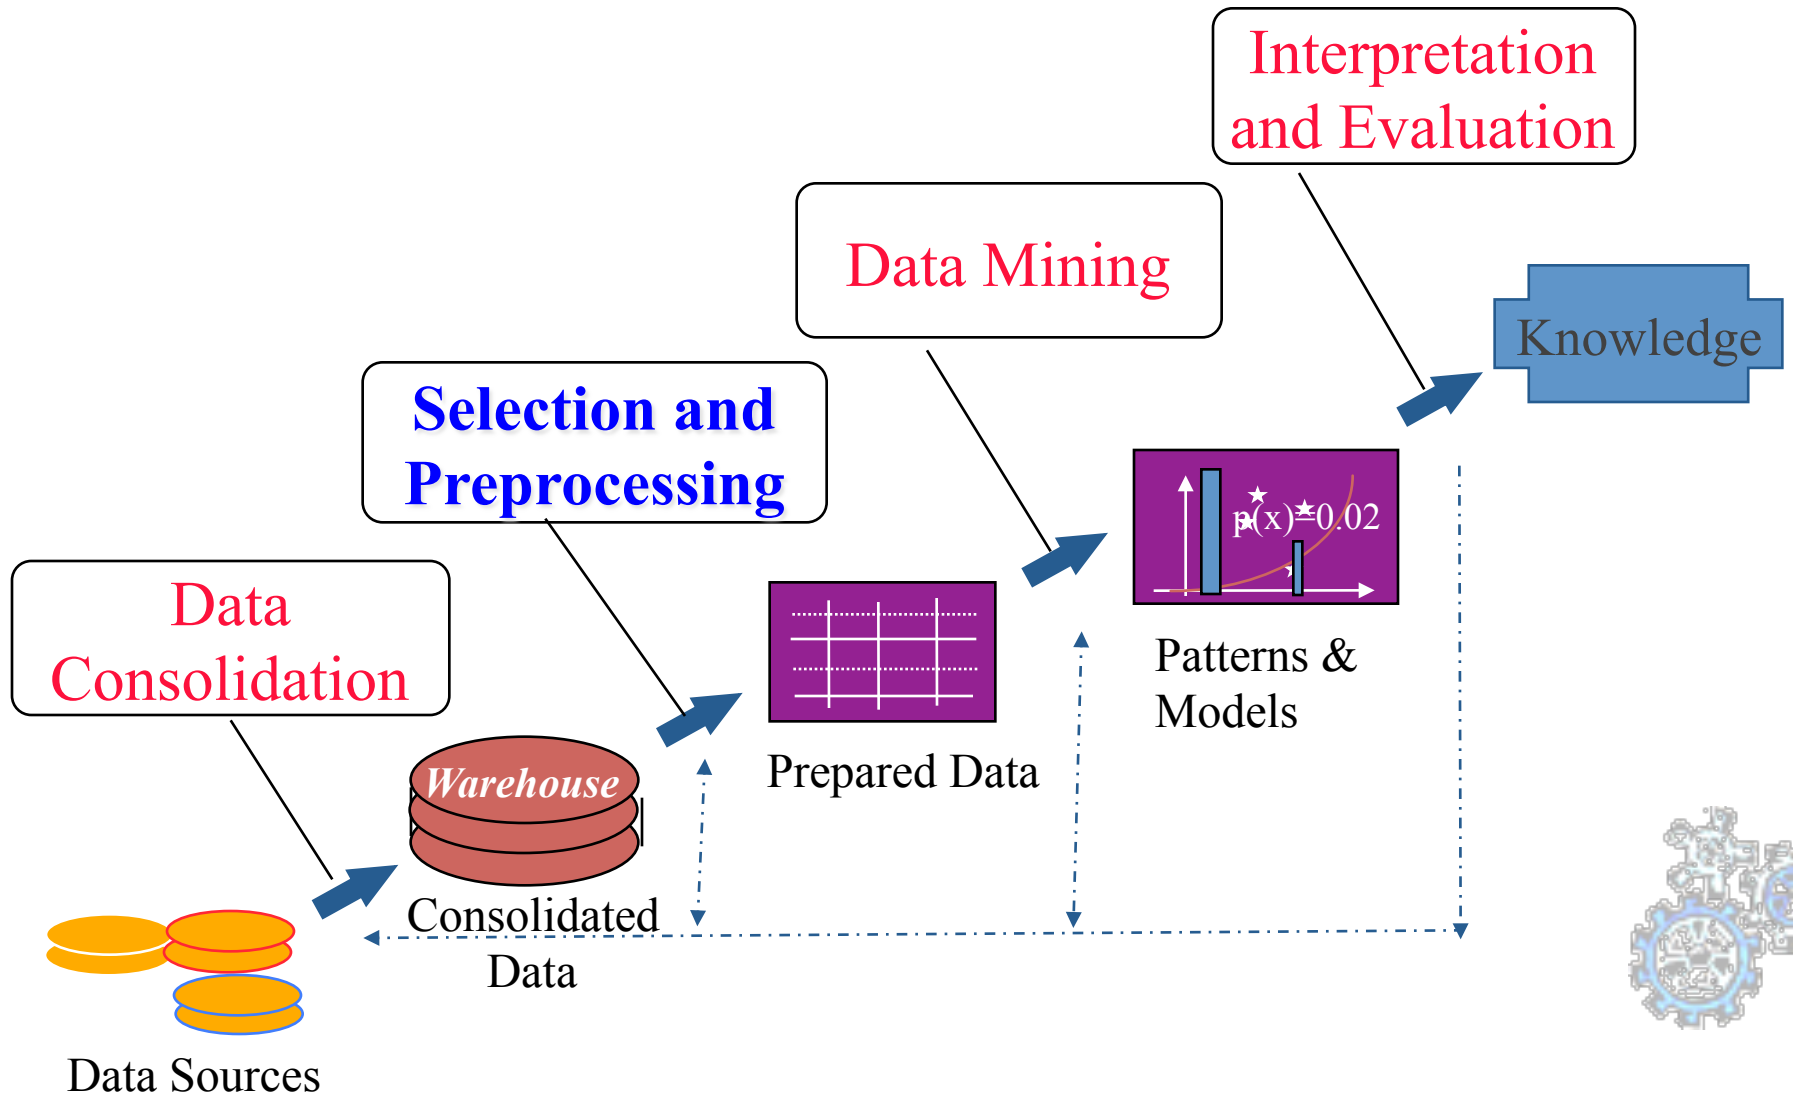 Interpretation
and Evaluation
Data Mining
Knowledge
Selection and
Preprocessing
p(x)=0.02
Data
Consolidation
Patterns &
Models
Warehouse
Prepared Data
Consolidated
Data
Data Sources